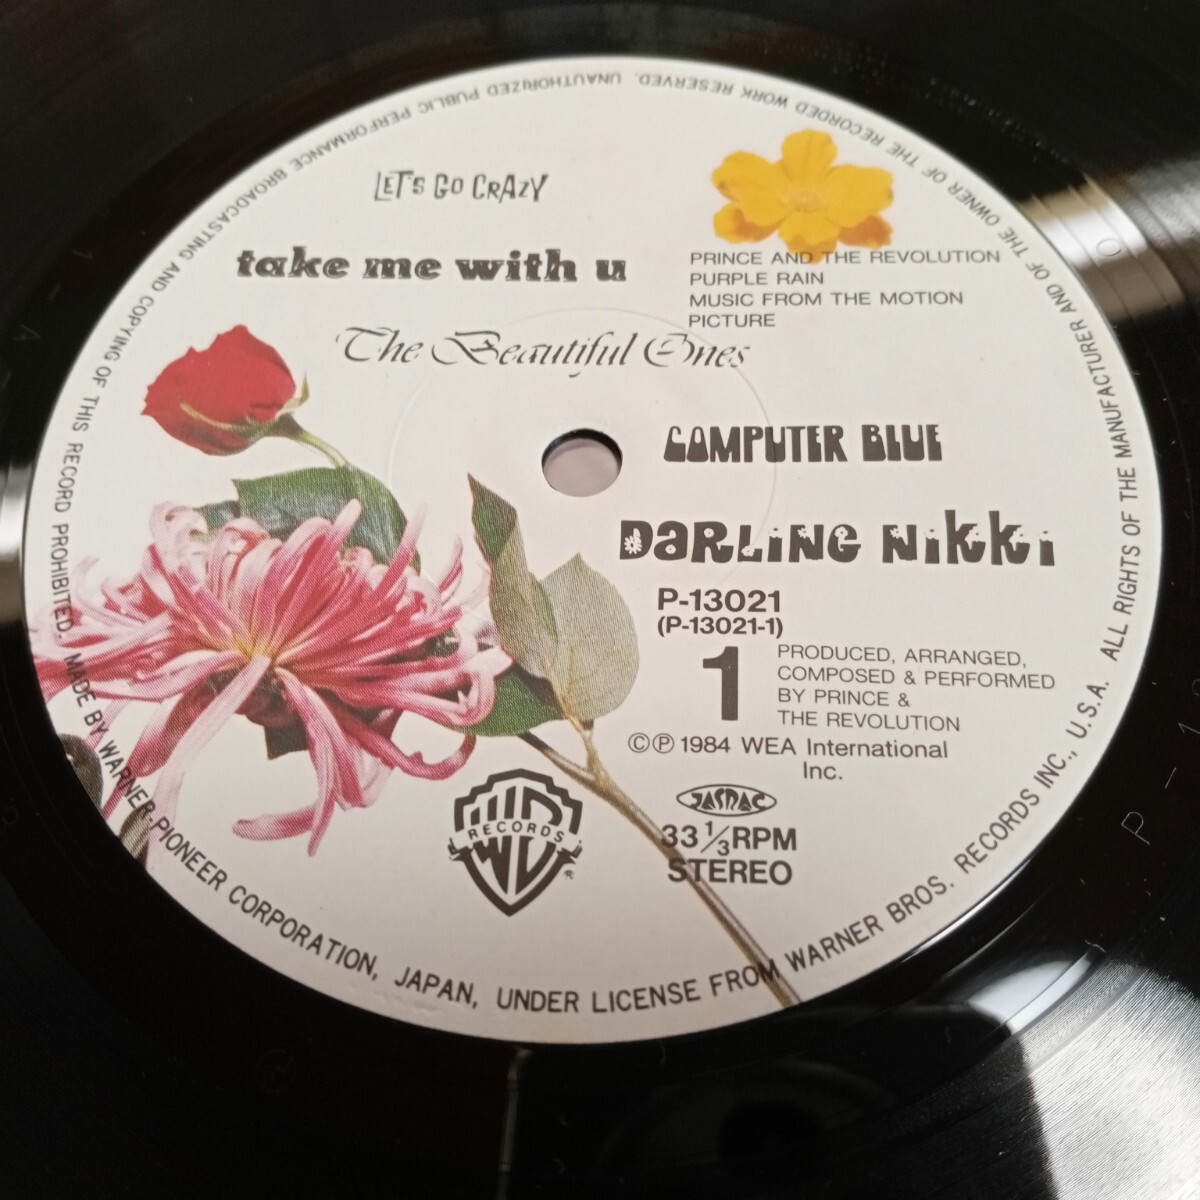 LET'S GO CRAZY
take me with u
The Beautiful Ones
PRINCE AND THE REVOLUTION
PURPLE RAIN
MUSIC FROM THE MOTION
PICTURE
COMPUTER BLUE
DARLING NIKKI
P-13021
(P-13021-1)
1
PRODUCED, ARRANGED,
COMPOSED & PERFORMED
BY PRINCE &
THE REVOLUTION
©℗ 1984 WEA International
Inc.
WB
RECORDS
®
JASRAC
33 1/3 RPM
STEREO
MADE BY WARNER-PIONEER CORPORATION, JAPAN, UNDER LICENSE FROM WARNER BROS. RECORDS INC., U.S.A. ALL RIGHTS OF THE MANUFACTURER AND OF THE OWNER OF THE RECORDED WORK RESERVED. UNAUTHORIZED PUBLIC PERFORMANCE BROADCASTING AND COPYING OF THIS RECORD PROHIBITED.